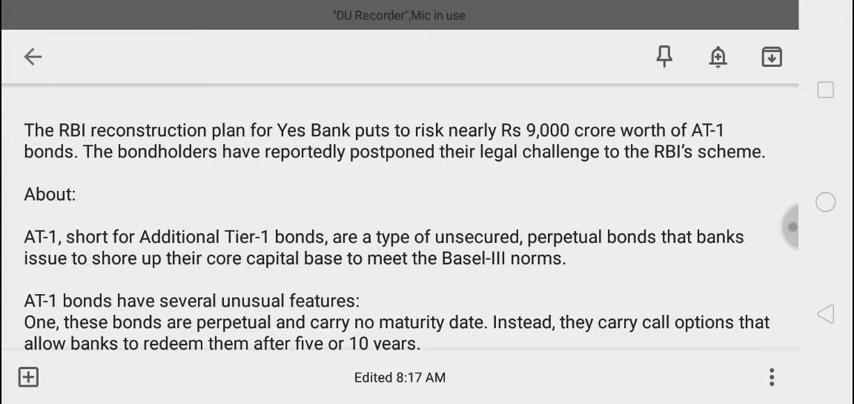 "DU Recorder",Mic in use
The RBI reconstruction plan for Yes Bank puts to risk nearly Rs 9,000 crore worth of AT-1
bonds. The bondholders have reportedly postponed their legal challenge to the RBI's scheme.
About:
AT-1, short for Additional Tier-1 bonds, are a type of unsecured, perpetual bonds that banks
issue to shore up their core capital base to meet the Basel-III norms.
AT-1 bonds have several unusual features:
One, these bonds are perpetual and carry no maturity date. Instead, they carry call options that
allow banks to redeem them after five or 10 years.
Edited 8:17 AM